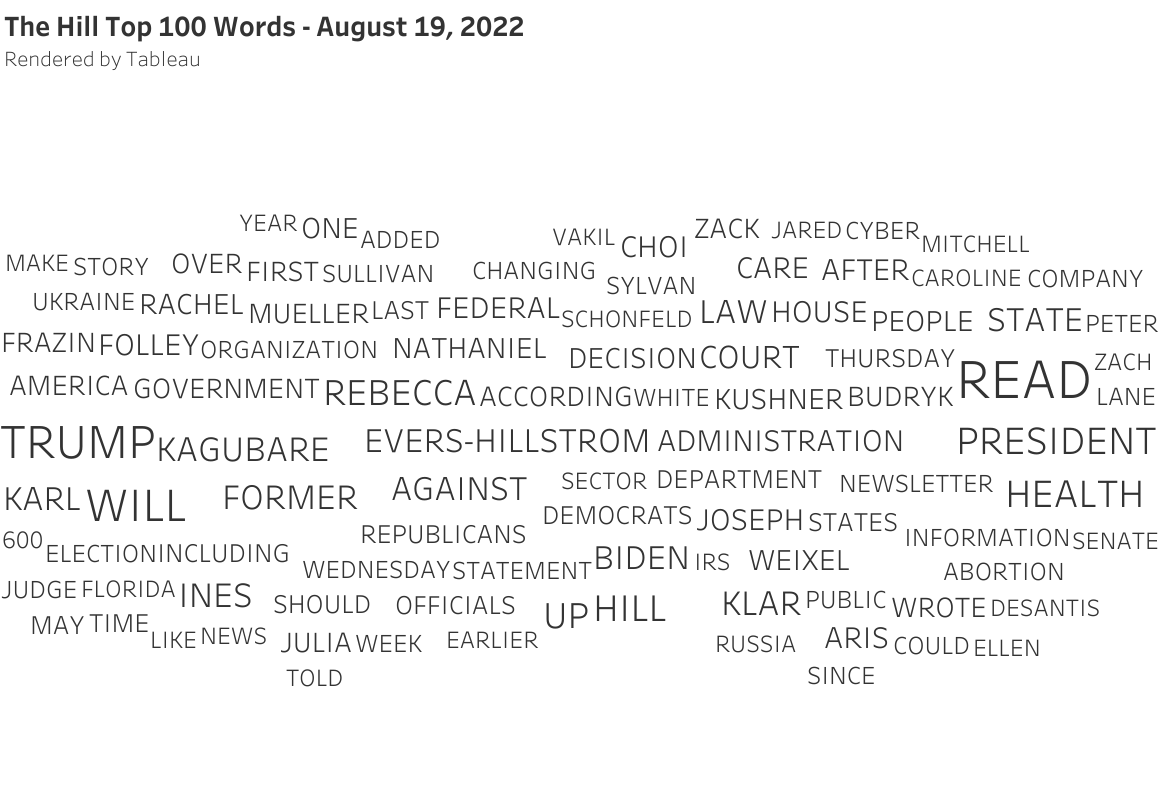 The Hill Top 100 Words - August 19, 2022
Rendered by Tableau
YEAR ONE ADDED VAKIL CHOI ZACK JARED CYBER MITCHELL
MAKE STORY OVER FIRST SULLIVAN CHANGING SYLVAN CARE AFTER CAROLINE COMPANY
UKRAINE RACHEL MUELLER LAST FEDERAL SCHONFELD LAW HOUSE PEOPLE STATE PETER
FRAZIN FOLLEY ORGANIZATION NATHANIEL DECISION COURT THURSDAY READ ZACH
AMERICA GOVERNMENT REBECCA ACCORDING WHITE KUSHNER BUDRYK LANE
TRUMP KAGUBARE EVERS-HILLSTROM ADMINISTRATION PRESIDENT
KARL WILL FORMER AGAINST SECTOR DEPARTMENT NEWSLETTER HEALTH
600 REPUBLICANS DEMOCRATS JOSEPH STATES INFORMATION SENATE
ELECTION INCLUDING WEDNESDAY STATEMENT BIDEN IRS WEIXEL ABORTION
JUDGE FLORIDA INES SHOULD OFFICIALS UP HILL KLAR PUBLIC WROTE DESANTIS
MAY TIME LIKE NEWS JULIA WEEK EARLIER RUSSIA ARIS COULD ELLEN
TOLD SINCE